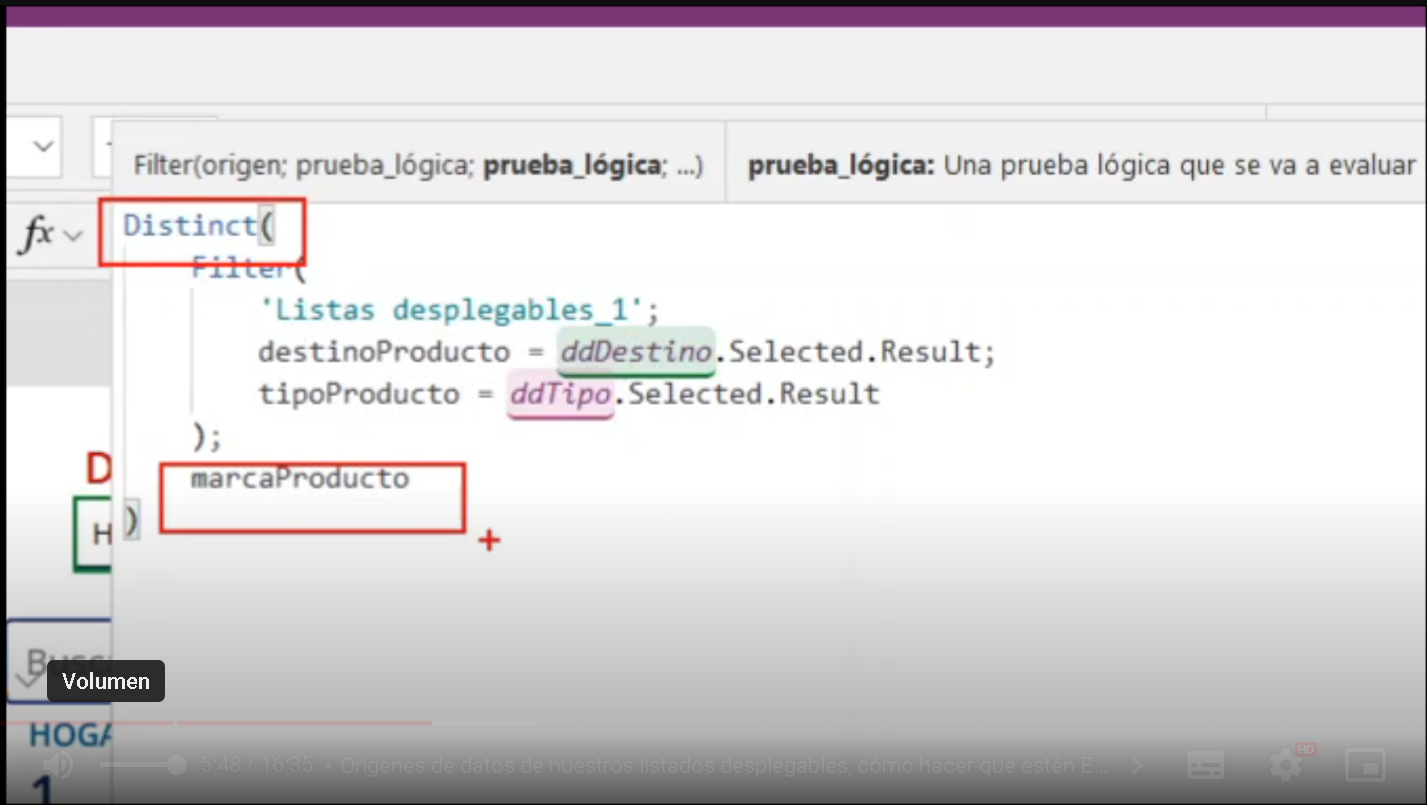 Filter(origen; prueba_lógica; prueba_lógica; ...)
prueba_lógica: Una prueba lógica que se va a evaluar
fx
Distinct(
Filter(
'Listas desplegables_1';
destinoProducto = ddDestino.Selected.Result;
tipoProducto = ddTipo.Selected.Result
);
marcaProducto
)
D
H
Volumen
HOGA
1
5:48 / 16:35 • Orígenes de datos de nuestros listados desplegables, cómo hacer que estén E...
HD